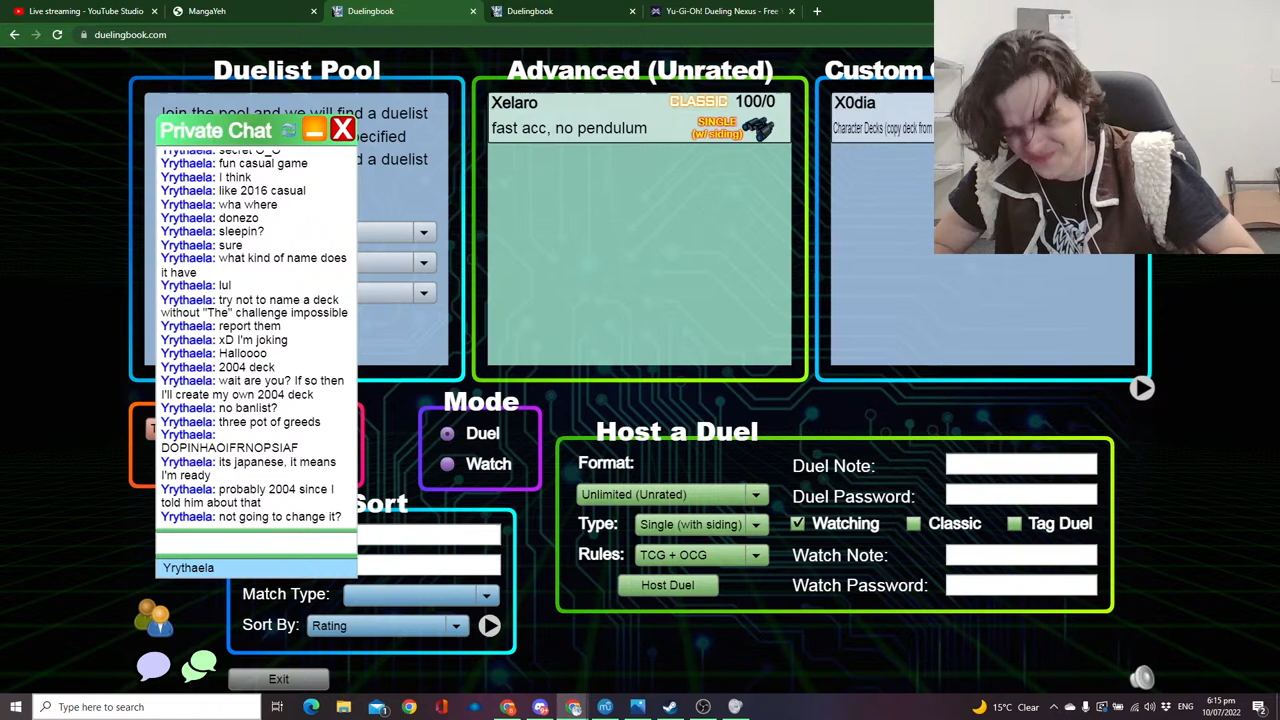 Live streaming - YouTube Studio
MangaYeh
Duelingbook
Duelingbook
Yu-Gi-Oh! Dueling Nexus - Free
duelingbook.com
Duelist Pool
Advanced (Unrated)
Custom
Join the pool and we will find a duelist
Private Chat
Yrythaela: secret O_O
Yrythaela: fun casual game
Yrythaela: I think
Yrythaela: like 2016 casual
Yrythaela: wha where
Yrythaela: donezo
Yrythaela: sleepin?
Yrythaela: sure
Yrythaela: what kind of name does
it have
Yrythaela: lul
Yrythaela: try not to name a deck
without "The" challenge impossible
Yrythaela: report them
Yrythaela: xD I'm joking
Yrythaela: Halloooo
Yrythaela: 2004 deck
Yrythaela: wait are you? If so then
I'll create my own 2004 deck
Yrythaela: no banlist?
Yrythaela: three pot of greeds
Yrythaela:
DOPINHAOIFRNOPSIAF
Yrythaela: its japanese, it means
I'm ready
Yrythaela: probably 2004 since I
told him about that
Yrythaela: not going to change it?
Yrythaela
ecified
d a duelist
Xelaro
CLASSIC 100/0
fast acc, no pendulum
SINGLE
(w/ siding)
X0dia
Character Decks (copy deck from
Mode
Duel
Watch
Sort
Match Type:
Sort By: Rating
Exit
Host a Duel
Format:
Unlimited (Unrated)
Type: Single (with siding)
Rules: TCG + OCG
Host Duel
Duel Note:
Duel Password:
Watching
Classic
Tag Duel
Watch Note:
Watch Password:
Type here to search
15°C Clear
6:15 pm
10/07/2022